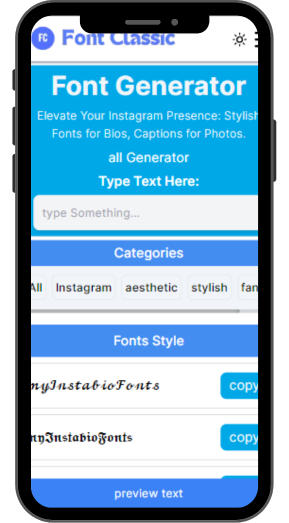 FC Font Classic
Font Generator
Elevate Your Instagram Presence: Stylish
Fonts for Bios, Captions for Photos.
all Generator
Type Text Here:
type Something...
Categories
All Instagram aesthetic stylish fan
Fonts Style
𝓶𝔂𝓘𝓷𝓼𝓽𝓪𝓫𝓲𝓸𝓕𝓸𝓷𝓽𝓼 copy
𝖒𝖞𝕴𝖓𝖘𝖙𝖆𝖇𝖎𝖔𝕱𝖔𝖓𝖙𝖘 copy
preview text